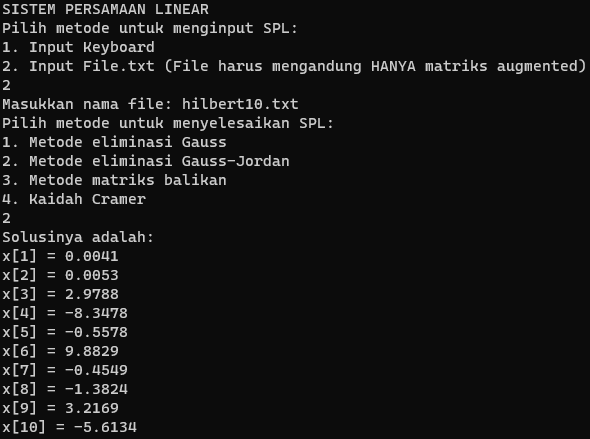 SISTEM PERSAMAAN LINEAR
Pilih metode untuk menginput SPL:
1. Input Keyboard
2. Input File.txt (File harus mengandung HANYA matriks augmented)
2
Masukkan nama file: hilbert10.txt
Pilih metode untuk menyelesaikan SPL:
1. Metode eliminasi Gauss
2. Metode eliminasi Gauss-Jordan
3. Metode matriks balikan
4. Kaidah Cramer
2
Solusinya adalah:
x[1] = 0.0041
x[2] = 0.0053
x[3] = 2.9788
x[4] = -8.3478
x[5] = -0.5578
x[6] = 9.8829
x[7] = -0.4549
x[8] = -1.3824
x[9] = 3.2169
x[10] = -5.6134